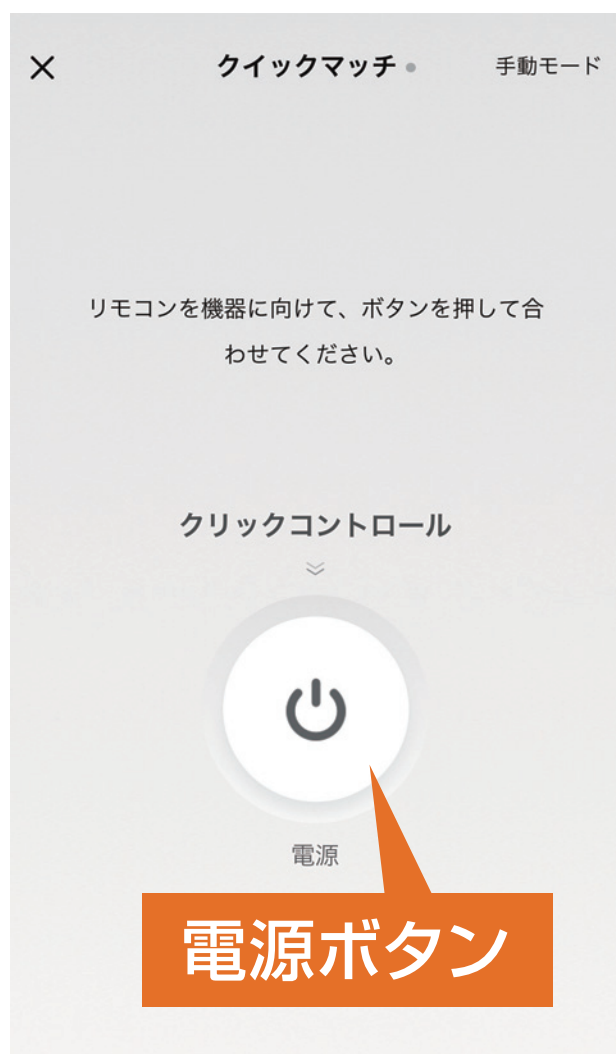 クイックマッチ
手動モード
リモコンを機器に向けて、ボタンを押して合
わせてください。
クリックコントロール
電源
電源ボタン